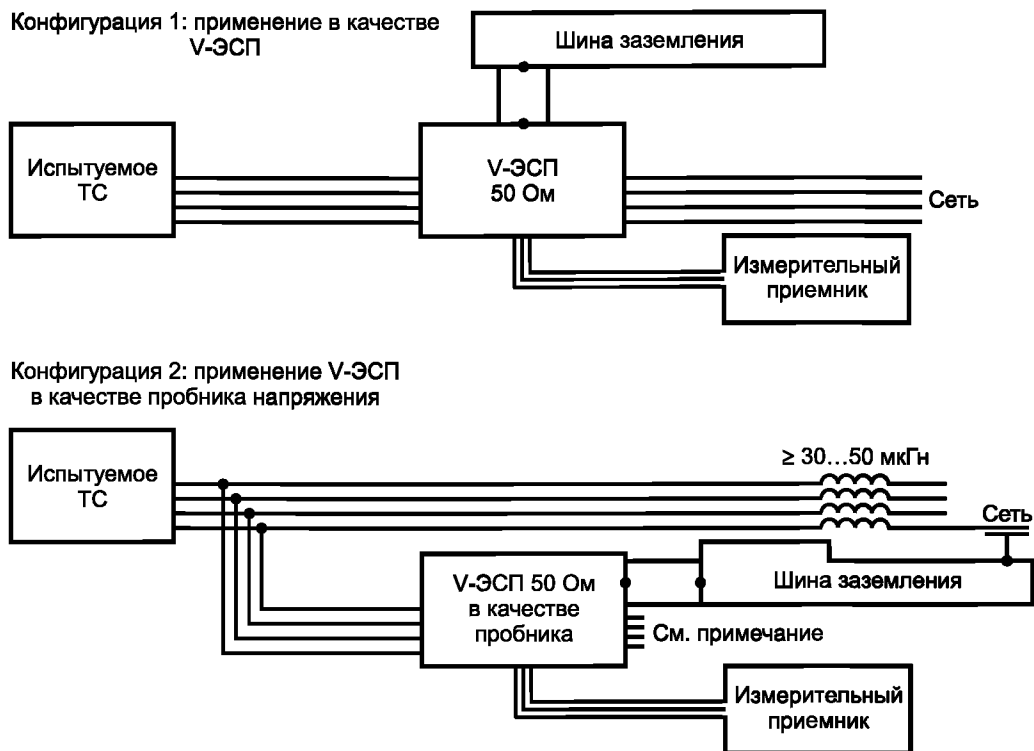 Конфигурация 1: применение в качестве
V-ЭСП
Шина заземления
Испытуемое
ТС
V-ЭСП
50 Ом
Сеть
Измерительный
приемник
Конфигурация 2: применение V-ЭСП
в качестве пробника напряжения
Испытуемое
ТС
≥ 30...50 мкГн
Сеть
V-ЭСП 50 Ом
в качестве
пробника
Шина заземления
См. примечание
Измерительный
приемник